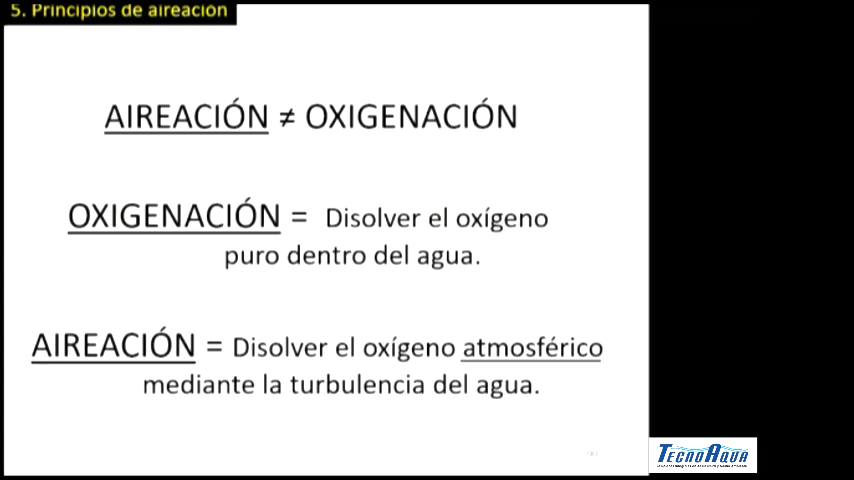 5. Principios de aireación
AIREACIÓN ≠ OXIGENACIÓN
OXIGENACIÓN = Disolver el oxígeno
puro dentro del agua.
AIREACIÓN = Disolver el oxígeno atmosférico
mediante la turbulencia del agua.
TECNOAQUA